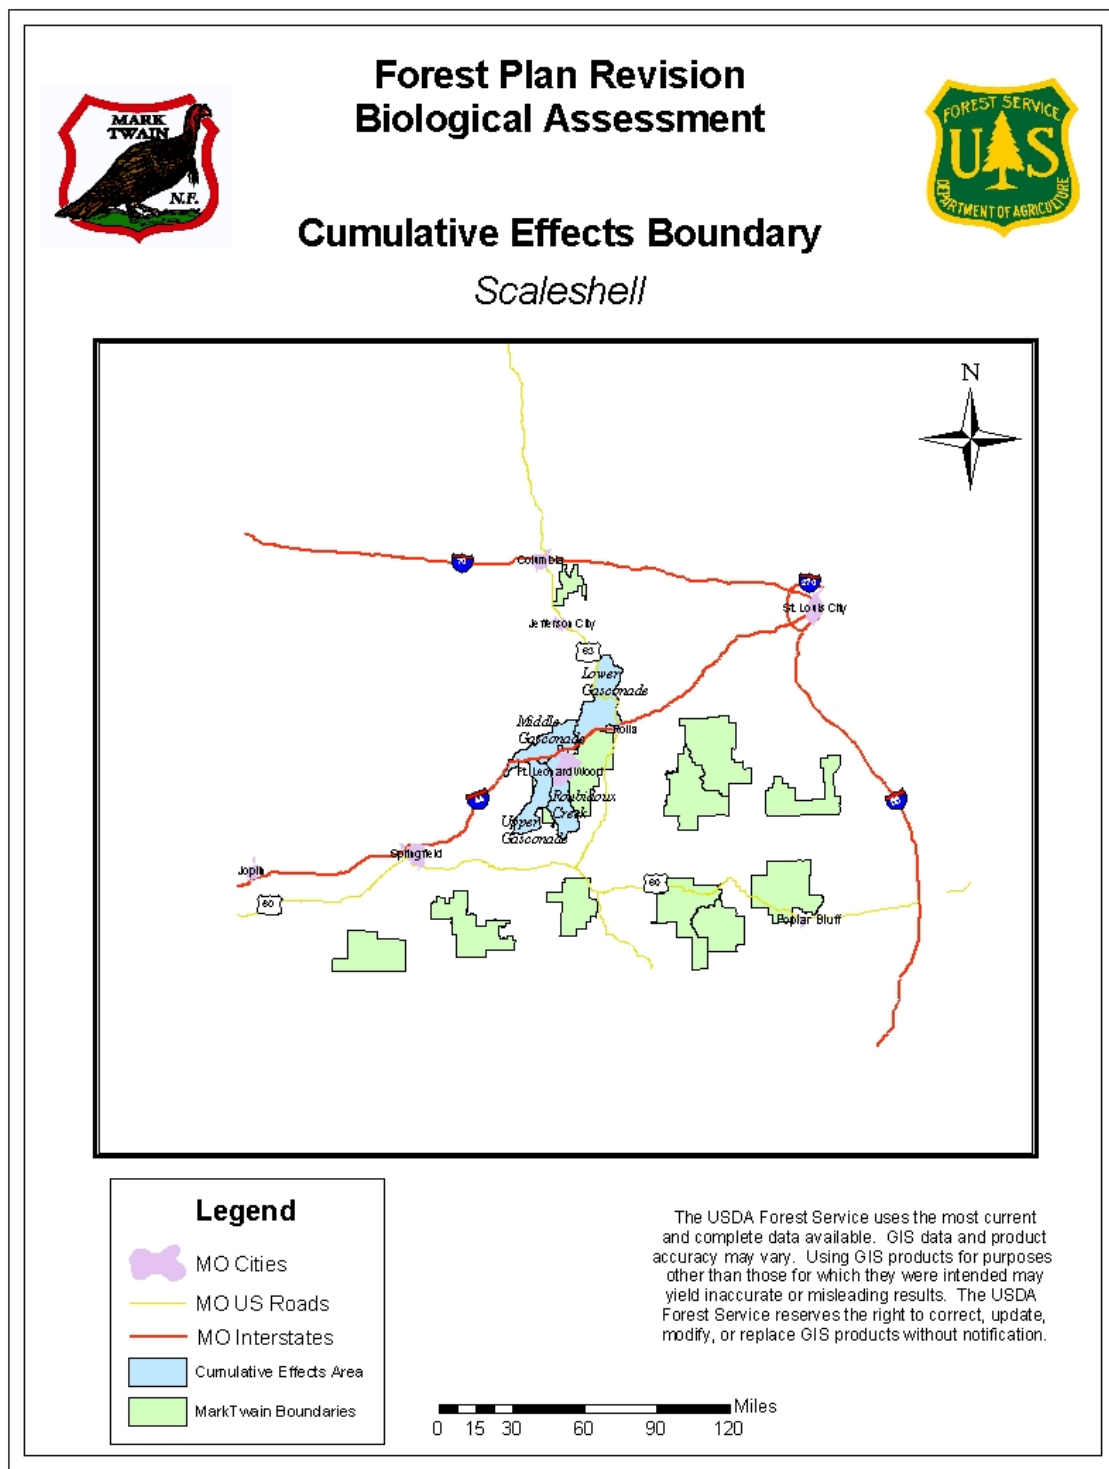 Forest Plan Revision
Biological Assessment
MARK
TWAIN
N.F.
FOREST SERVICE
U S
DEPARTMENT OF AGRICULTURE
Cumulative Effects Boundary
Scaleshell
N
70
Columbia
270
St. Louis City
Jefferson City
63
Lower
Gasconade
Middle
Gasconade
Rolla
Ft. Leonard Wood
Roubidoux
Creek
44
55
Upper
Gasconade
Springfield
Joplin
60
60
Poplar Bluff
Legend
MO Cities
MO US Roads
MO Interstates
Cumulative Effects Area
MarkTwain Boundaries
The USDA Forest Service uses the most current
and complete data available. GIS data and product
accuracy may vary. Using GIS products for purposes
other than those for which they were intended may
yield inaccurate or misleading results. The USDA
Forest Service reserves the right to correct, update,
modify, or replace GIS products without notification.
Miles
0 15 30 60 90 120